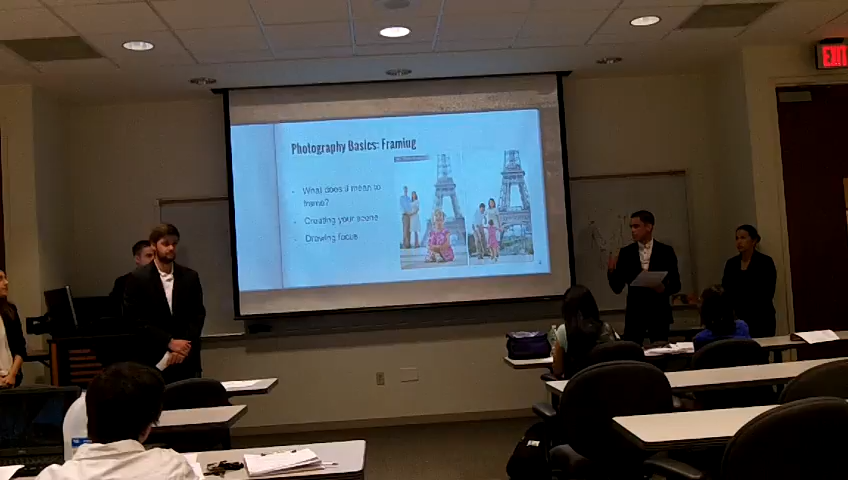 EXIT
Photography Basics: Framing
- What does it mean to
frame?
- Creating your scene
- Drawing focus